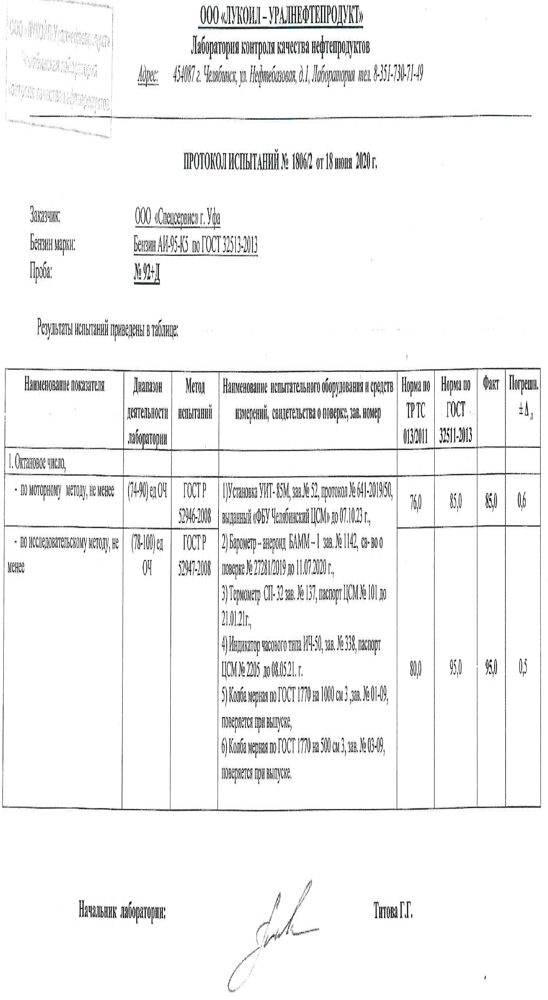 ООО «ЛУКОЙЛ-Уралнефтепродукт»
Челябинская лаборатория
контроля качества нефтепродуктов
ООО «ЛУКОИЛ – УРАЛНЕФТЕПРОДУКТ»
Лаборатория контроля качества нефтепродуктов
Адрес: 454087 г. Челябинск, ул. Нефтебазовая, д.1, Лаборатория тел. 8-351-730-71-49
ПРОТОКОЛ ИСПЫТАНИЙ № 1806/2 от 18 июня 2020 г.
Заказчик: ООО «Спецсервис» г. Уфа
Бензин марки: Бензин АИ-95-К5 по ГОСТ 32513-2013
Проба: № 92+Д
Результаты испытаний приведены в таблице:
Наименование показателя
Диапазон
деятельности
лаборатории
Метод
испытаний
Наименование испытательного оборудования и средств
измерений, свидетельства о поверке, зав. номер
Норма по
ТР ТС
013/2011
Норма по
ГОСТ
32511-2013
Факт
Погрешн.
± Δ л
1. Октановое число,
- по моторному методу, не менее
(74-90) ед ОЧ
ГОСТ Р
52946-2008
1)Установка УИТ- 85М, зав.№ 52, протокол № 641-2019/50,
выданный «ФБУ Челябинский ЦСМ» до 07.10.23 г.,
2) Барометр – анероид БАММ – 1 зав. № 1142, св- во о
поверке № 27281/2019 до 11.07.2020 г.,
3) Термометр СП- 32 зав. № 137, паспорт ЦСМ № 101 до
21.01.21г.,
4) Индикатор часового типа ИЧ-50, зав. № 338, паспорт
ЦСМ № 2205 до 08.05.21. г.
5) Колба мерная по ГОСТ 1770 на 1000 см 3 ,зав. № 01-09,
поверяется при выпуске,
6) Колба мерная по ГОСТ 1770 на 500 см 3, зав. № 03-09,
поверяется при выпуске.
76,0
85,0
85,0
0,6
- по исследовательскому методу, не
менее
(78-100) ед
ОЧ
ГОСТ Р
52947-2008
80,0
95,0
95,0
0,5
Начальник лаборатории: Титова Г.Г.